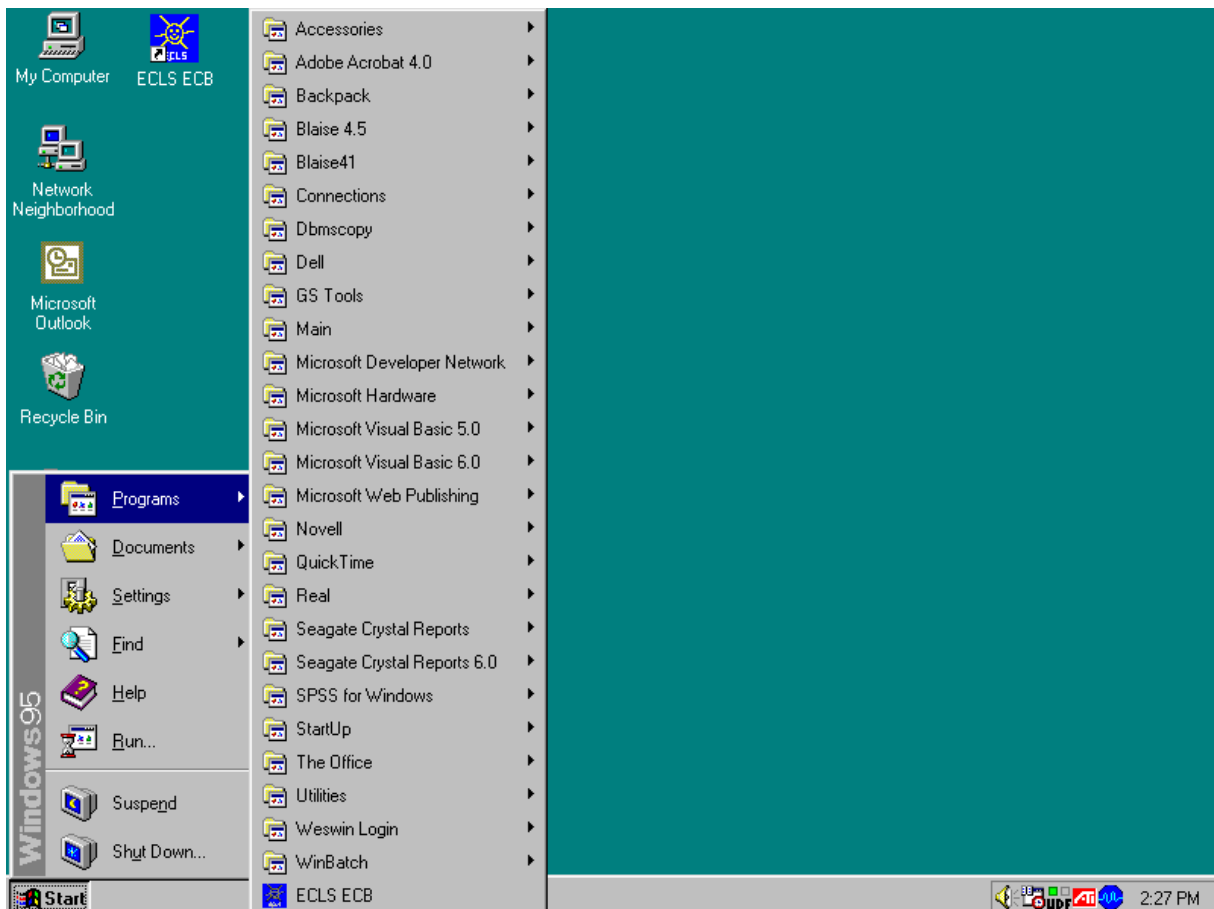 My Computer
ECLS
ECLS ECB
Network
Neighborhood
Microsoft
Outlook
Recycle Bin
Accessories
Adobe Acrobat 4.0
Backpack
Blaise 4.5
Blaise41
Connections
Dbmscopy
Dell
GS Tools
Main
Microsoft Developer Network
Microsoft Hardware
Microsoft Visual Basic 5.0
Microsoft Visual Basic 6.0
Microsoft Web Publishing
Novell
QuickTime
Real
Seagate Crystal Reports
Seagate Crystal Reports 6.0
SPSS for Windows
StartUp
The Office
Utilities
Weswin Login
WinBatch
ECLS ECB
Windows95
Programs
Documents
Settings
Find
Help
Run...
Suspend
Shut Down...
Start
UDF
ATI
2:27 PM